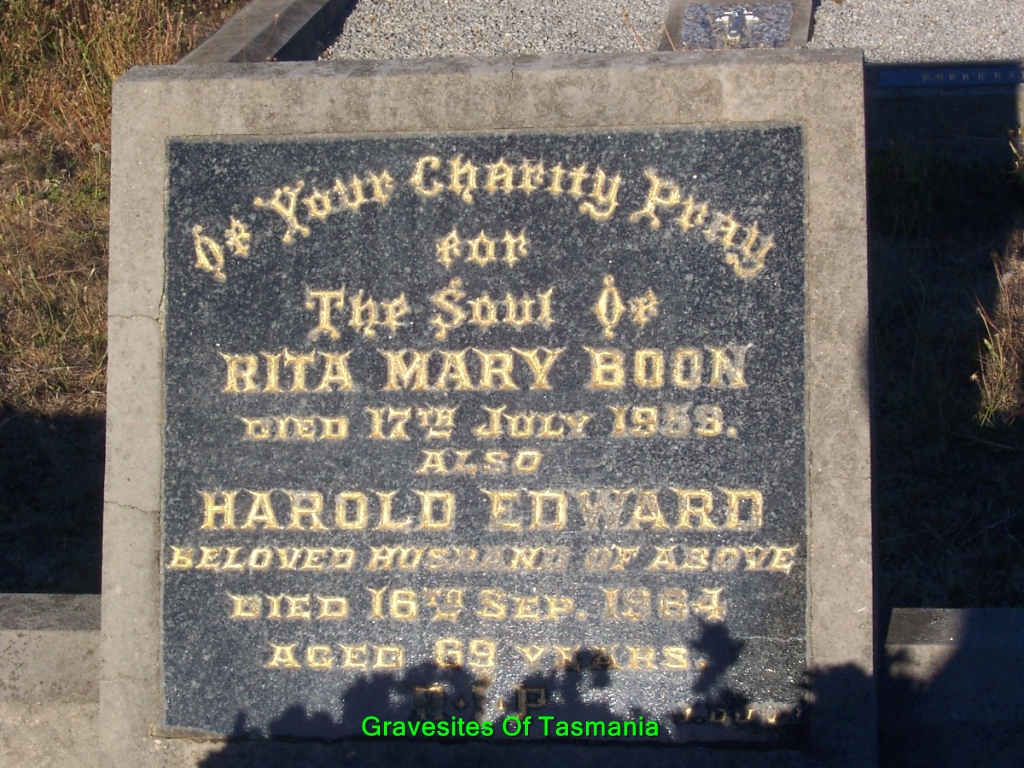 Of Your Charity Pray
for
The Soul Of
RITA MARY BOON
DIED 17TH JULY 1959.
ALSO
HAROLD EDWARD
BELOVED HUSBAND OF ABOVE
DIED 16TH SEP. 1964
AGED 69 YEARS.
R.I.P
Gravesites Of Tasmania